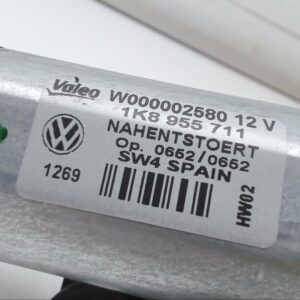 Valeo W000002580 12 V
1K8 955 711
NAHENTSTOERT
Op. 0652/0652
SW4 SPAIN
1269
HW02